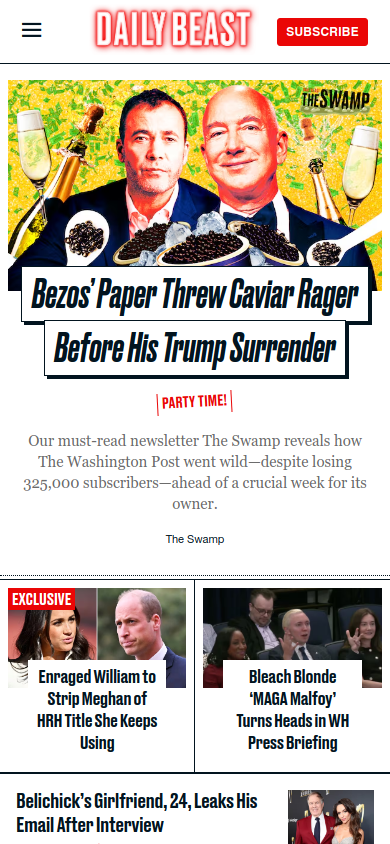 DAILY BEAST
SUBSCRIBE
THE SWAMP
Bezos' Paper Threw Caviar Rager
Before His Trump Surrender
PARTY TIME!
Our must-read newsletter The Swamp reveals how
The Washington Post went wild—despite losing
325,000 subscribers—ahead of a crucial week for its
owner.
The Swamp
EXCLUSIVE
Enraged William to
Strip Meghan of
HRH Title She Keeps
Using
Bleach Blonde
‘MAGA Malfoy’
Turns Heads in WH
Press Briefing
Belichick's Girlfriend, 24, Leaks His
Email After Interview